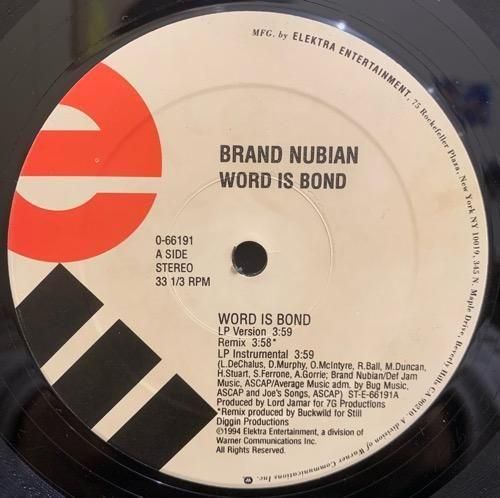 MFG. by ELEKTRA ENTERTAINMENT, 75 Rockefeller Plaza, New York NY 10019, 345 N. Maple Drive, Beverly Hills CA 90210. A division of Warner Communications Inc.
e
BRAND NUBIAN
WORD IS BOND
0-66191
A SIDE
STEREO
33 1/3 RPM
WORD IS BOND
LP Version 3:59
Remix 3:58*
LP Instrumental 3:59
(L.DeChalus, D.Murphy, O.McIntyre, R.Ball, M.Duncan,
H.Stuart, S.Ferrone, A.Gorrie; Brand Nubian/Def Jam
Music, ASCAP/Average Music adm. by Bug Music,
ASCAP and Joe's Songs, ASCAP) ST-E-66191A
Produced by Lord Jamar for 7G Productions
*Remix produced by Buckwild for Still
Diggin Productions
©1994 Elektra Entertainment, a division of
Warner Communications Inc.
All Rights Reserved.